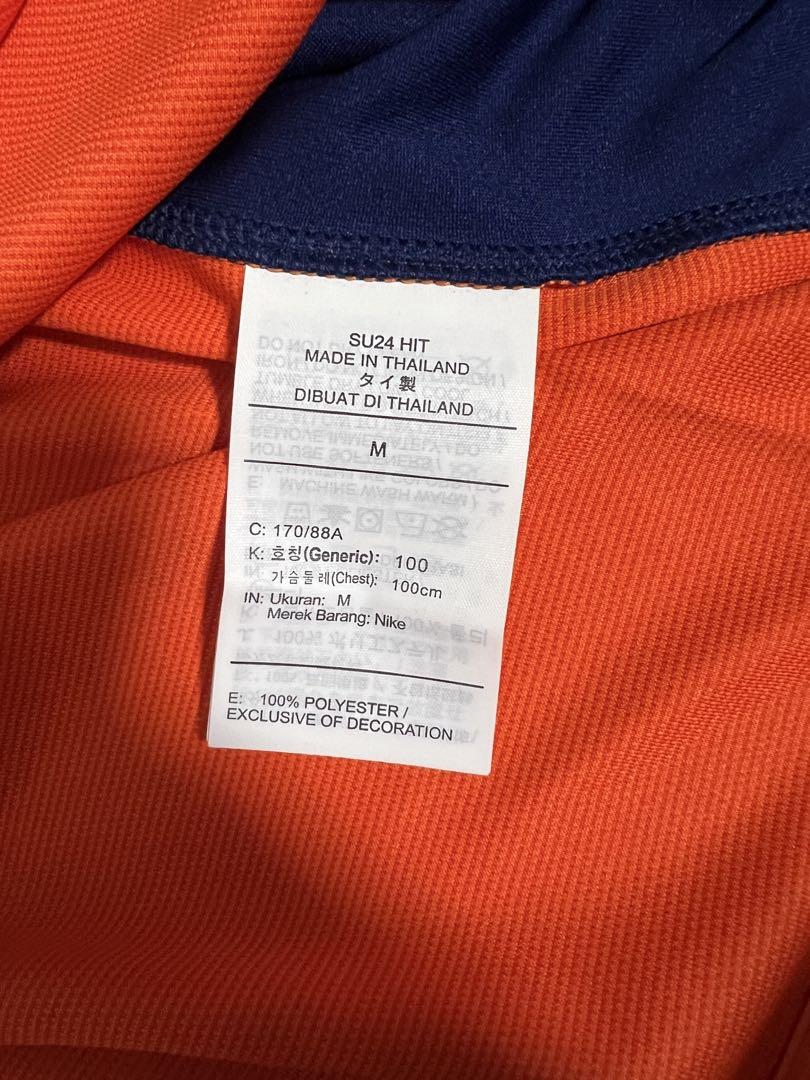 SU24 HIT
MADE IN THAILAND
タイ製
DIBUAT DI THAILAND
M
C: 170/88A
K: 호칭(Generic): 100
가슴둘레(Chest): 100cm
IN: Ukuran: M
Merek Barang: Nike
E: 100% POLYESTER /
EXCLUSIVE OF DECORATION